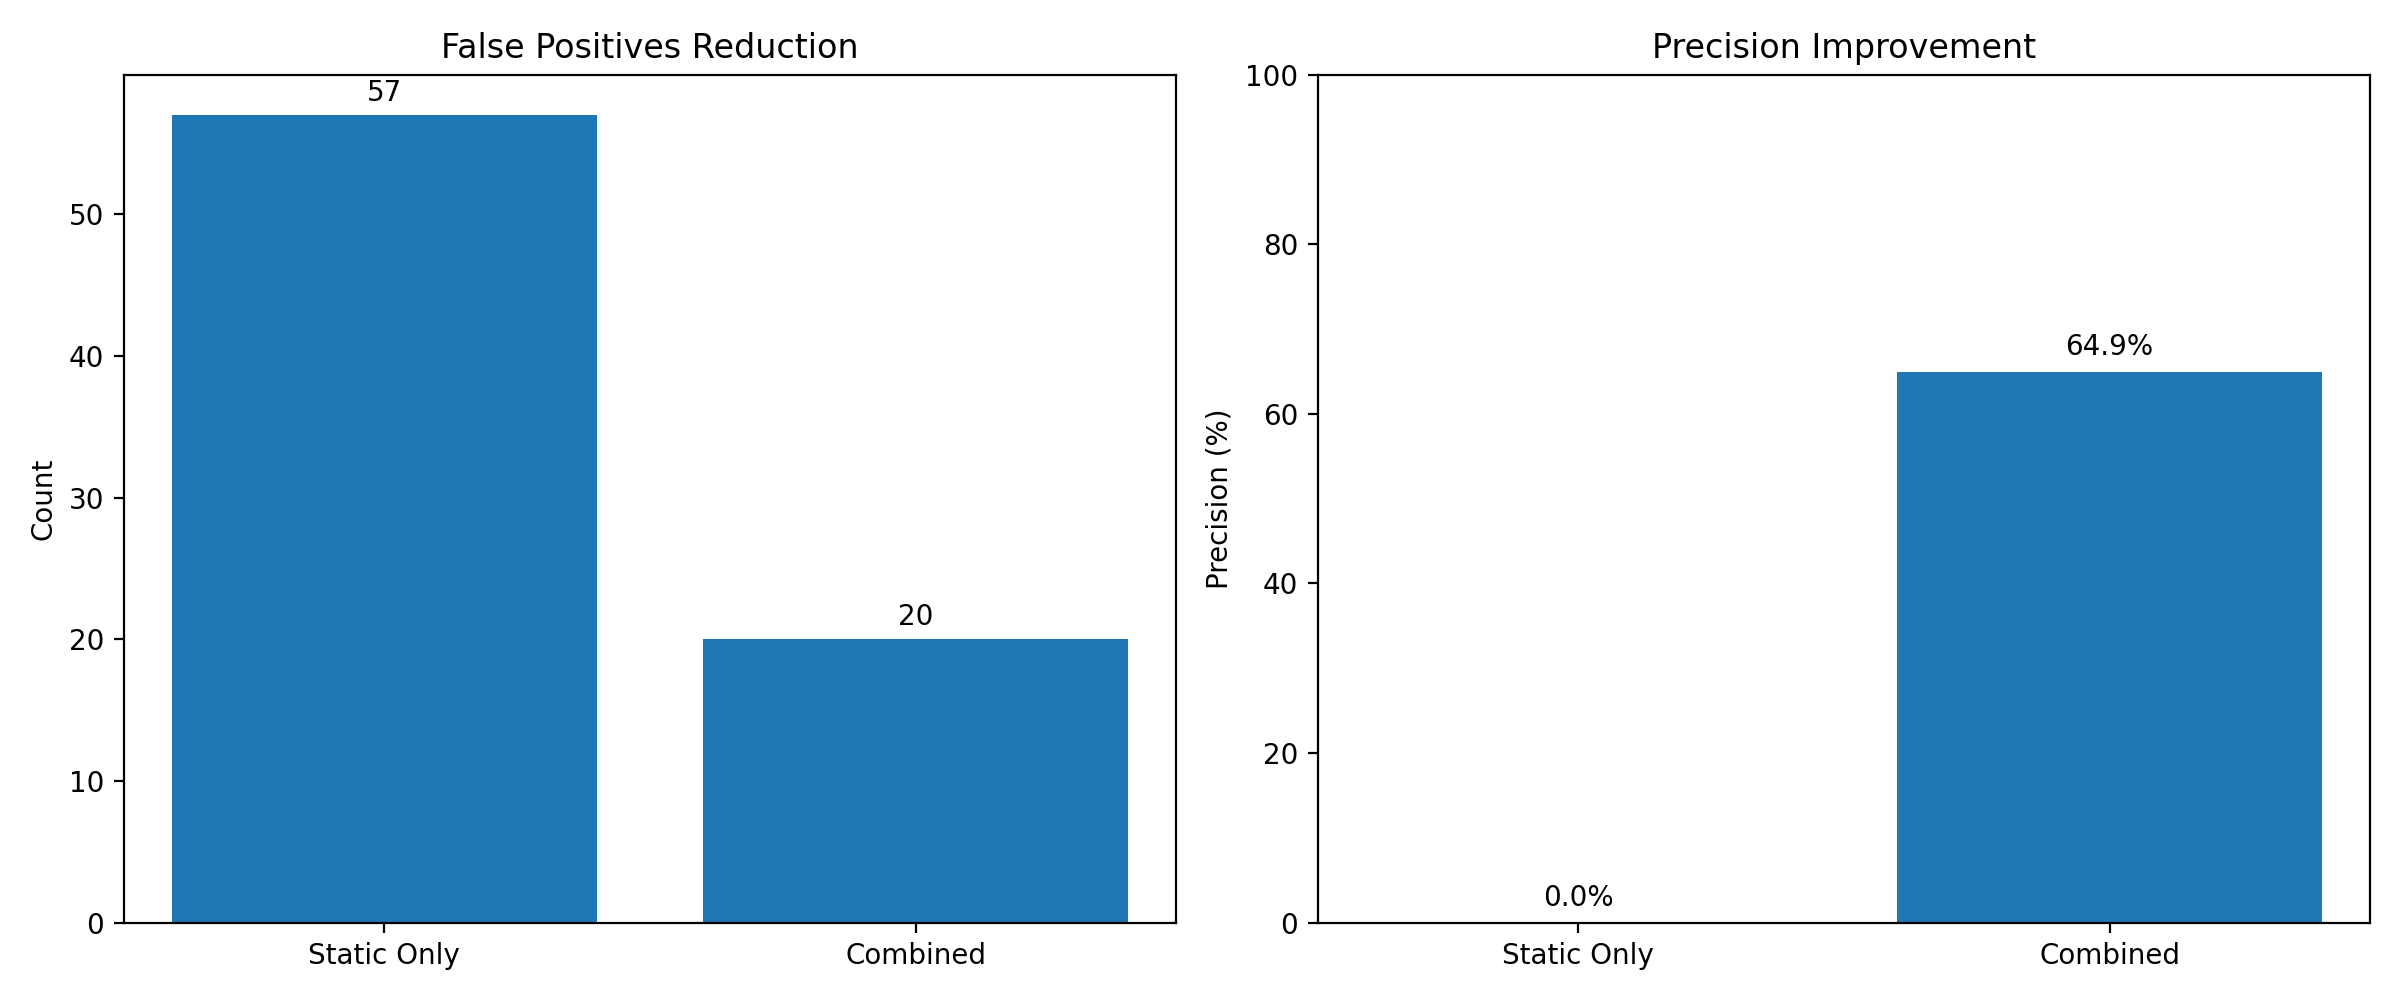 False Positives Reduction
57
50
40
30
20
10
0
20
Count
Static Only
Combined
Precision Improvement
100
80
60
40
20
0
64.9%
0.0%
Precision (%)
Static Only
Combined